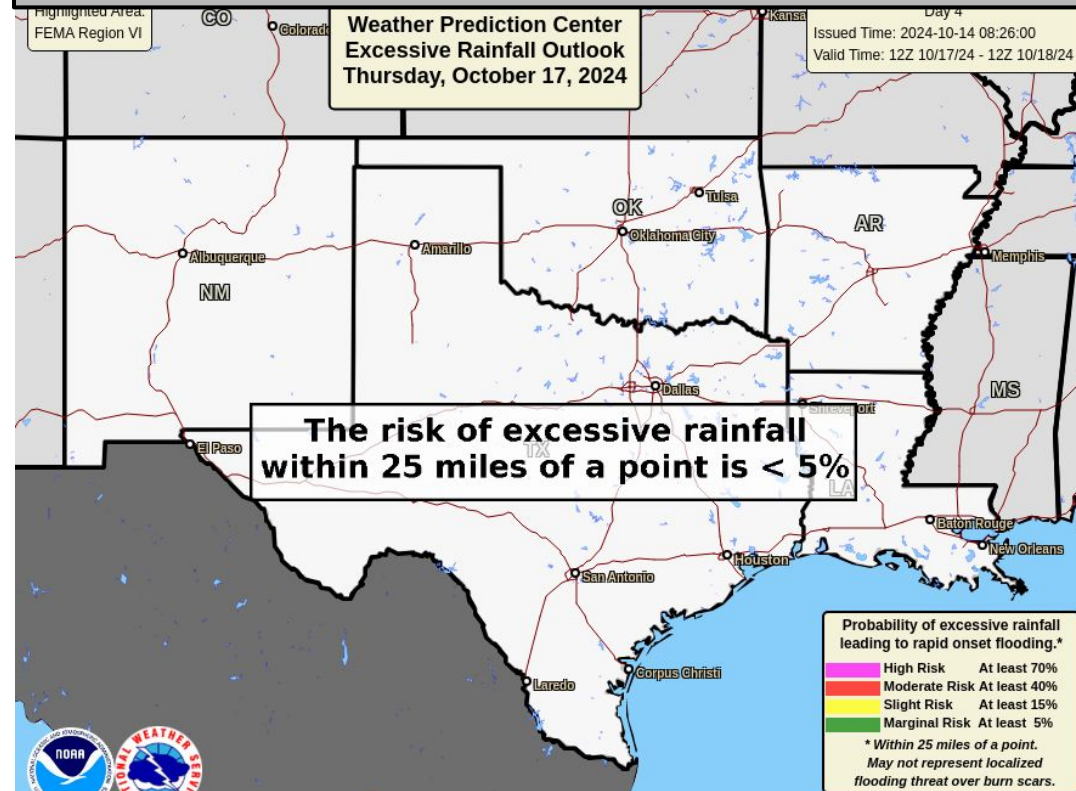 Highlighted Area:
FEMA Region VI
Weather Prediction Center
Excessive Rainfall Outlook
Thursday, October 17, 2024
Day 4
Issued Time: 2024-10-14 08:26:00
Valid Time: 12Z 10/17/24 - 12Z 10/18/24
CO
Colorado
Kansa
OK
Tulsa
Oklahoma City
AR
Memphis
Amarillo
Albuquerque
NM
Dallas
MS
Shreveport
The risk of excessive rainfall
within 25 miles of a point is < 5%
TX
LA
El Paso
Baton Rouge
New Orleans
Houston
San Antonio
Corpus Christi
Laredo
Probability of excessive rainfall
leading to rapid onset flooding.*
High Risk At least 70%
Moderate Risk At least 40%
Slight Risk At least 15%
Marginal Risk At least 5%
* Within 25 miles of a point.
May not represent localized
flooding threat over burn scars.
NOAA
WEATHER